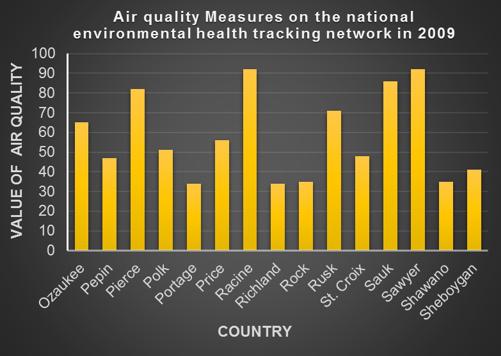 Air quality Measures on the national
environmental health tracking network in 2009
VALUE OF AIR QUALITY
100
90
80
70
60
50
40
30
20
10
0
Ozaukee
Pepin
Pierce
Polk
Portage
Price
Racine
Richland
Rock
Rusk
St. Croix
Sauk
Sawyer
Shawano
Sheboygan
COUNTRY